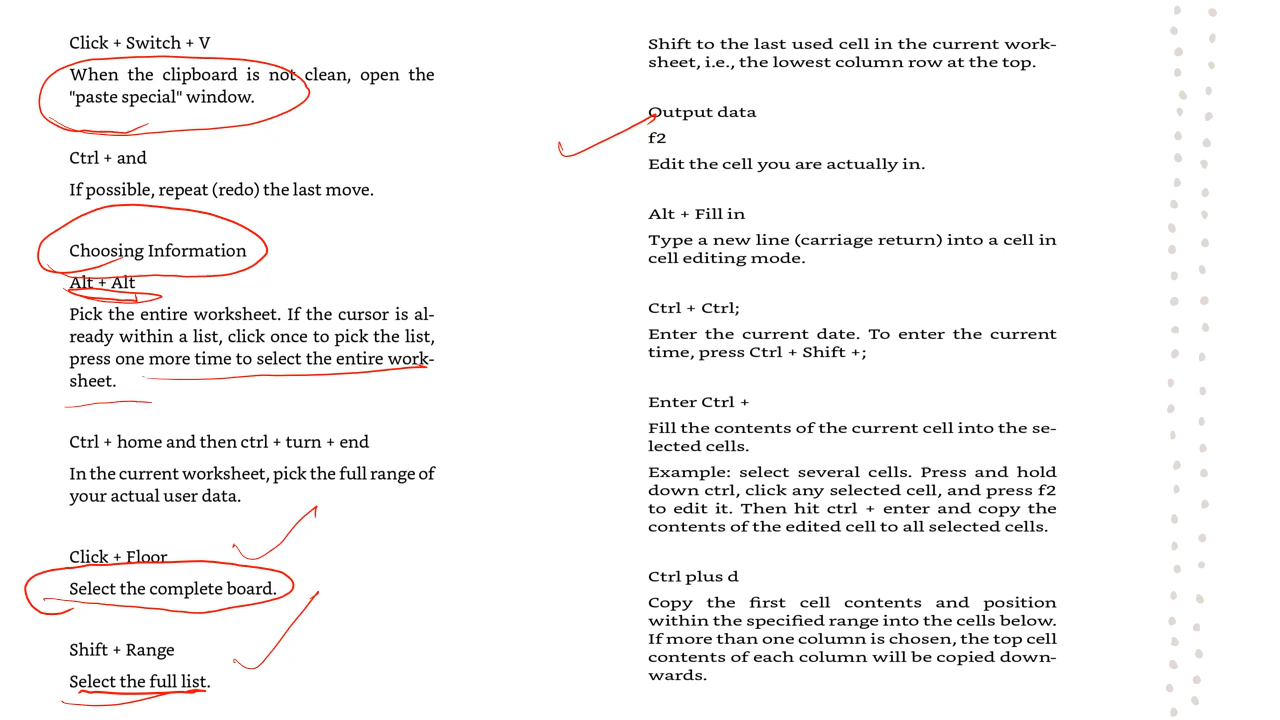 Click + Switch + V
When the clipboard is not clean, open the
"paste special" window.
Ctrl + and
If possible, repeat (redo) the last move.
Choosing Information
Alt + Alt
Pick the entire worksheet. If the cursor is al-
ready within a list, click once to pick the list,
press one more time to select the entire work-
sheet.
Ctrl + home and then ctrl + turn + end
In the current worksheet, pick the full range of
your actual user data.
Click + Floor
Select the complete board.
Shift + Range
Select the full list.
Shift to the last used cell in the current work-
sheet, i.e., the lowest column row at the top.
Output data
f2
Edit the cell you are actually in.
Alt + Fill in
Type a new line (carriage return) into a cell in
cell editing mode.
Ctrl + Ctrl;
Enter the current date. To enter the current
time, press Ctrl + Shift +;
Enter Ctrl +
Fill the contents of the current cell into the se-
lected cells.
Example: select several cells. Press and hold
down ctrl, click any selected cell, and press f2
to edit it. Then hit ctrl + enter and copy the
contents of the edited cell to all selected cells.
Ctrl plus d
Copy the first cell contents and position
within the specified range into the cells below.
If more than one column is chosen, the top cell
contents of each column will be copied down-
wards.